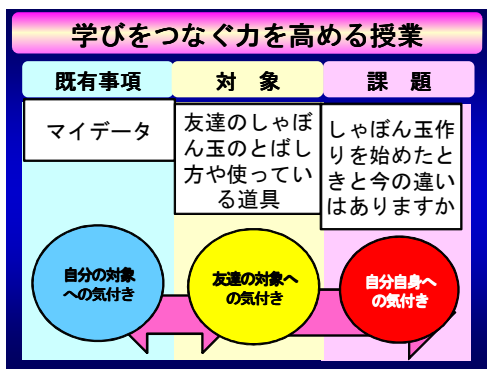 学びをつなぐ力を高める授業
既有事項
対　象
課　題
マイデータ
友達のしゃぼ
ん玉のとばし
方や使ってい
る道具
しゃぼん玉作
りを始めたと
きと今の違い
はありますか
自分の対象
への気付き
友達の対象へ
の気付き
自分自身へ
の気付き